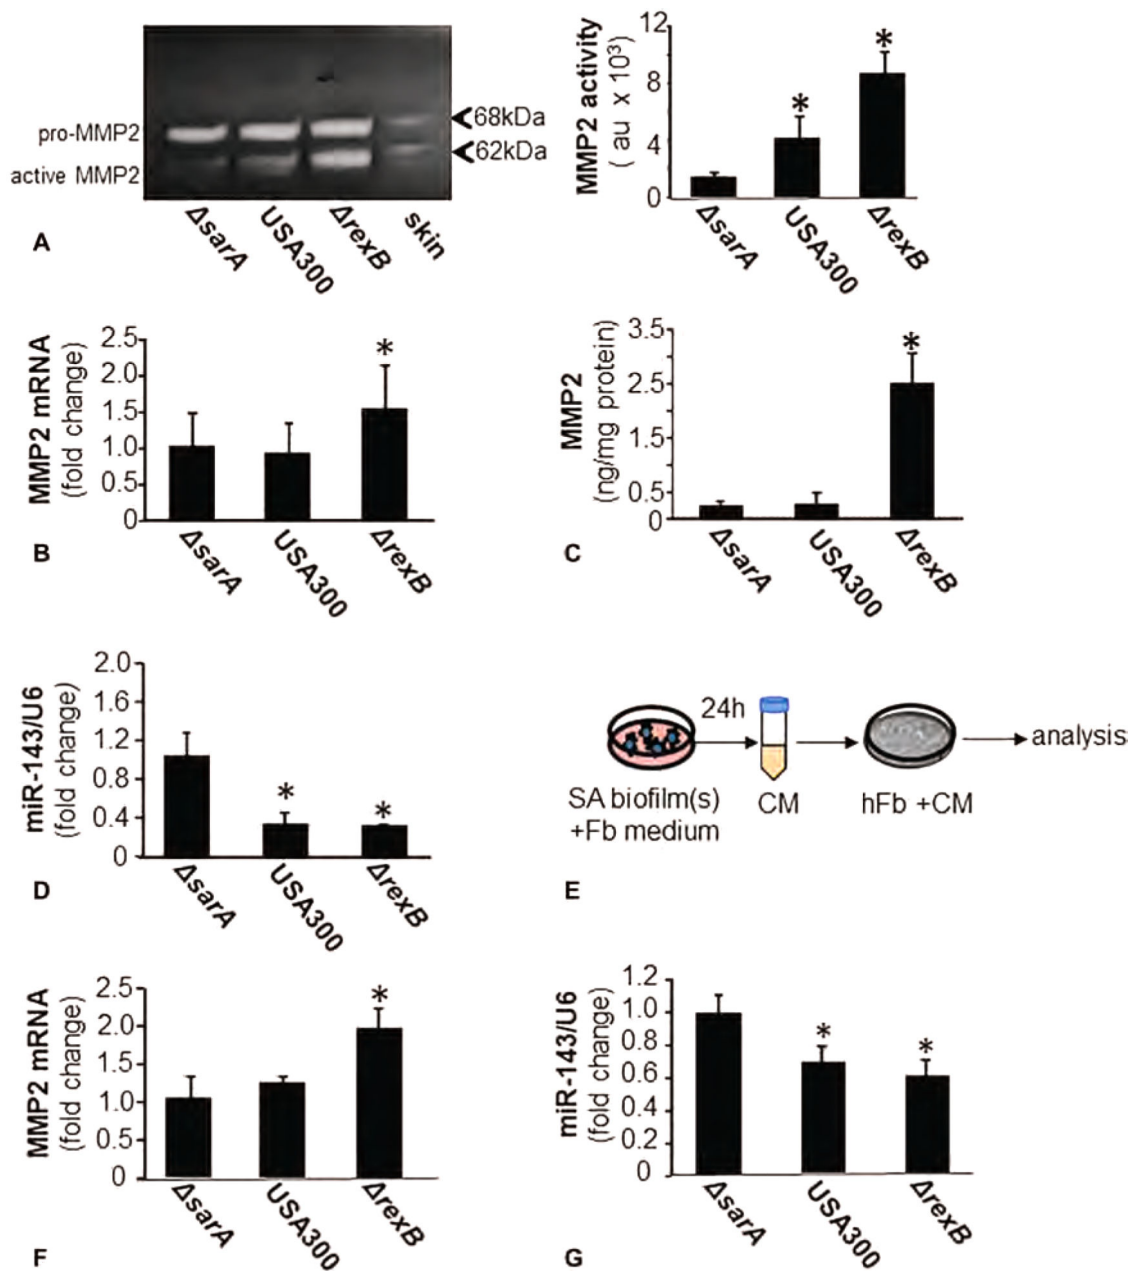 pro-MMP2
active MMP2
68kDa
62kDa
ΔsarA
USA300
ΔrexB
skin
A
MMP2 activity
( au x 10³)
12
8
4
0
ΔsarA
USA300
ΔrexB
*
*
MMP2 mRNA
(fold change)
2.5
2.0
1.5
1.0
0.5
0
*
ΔsarA
USA300
ΔrexB
B
MMP2
(ng/mg protein)
3.5
2.5
1.5
0.5
0
*
ΔsarA
USA300
ΔrexB
C
miR-143/U6
(fold change)
2.0
1.6
1.2
0.8
0.4
0
*
*
ΔsarA
USA300
ΔrexB
D
24h
SA biofilm(s)
+Fb medium
CM
hFb +CM
analysis
E
MMP2 mRNA
(fold change)
2.5
2.0
1.5
1.0
0.5
0
*
ΔsarA
USA300
ΔrexB
F
miR-143/U6
(fold change)
1.2
1.0
0.8
0.6
0.4
0.2
0
*
*
ΔsarA
USA300
ΔrexB
G